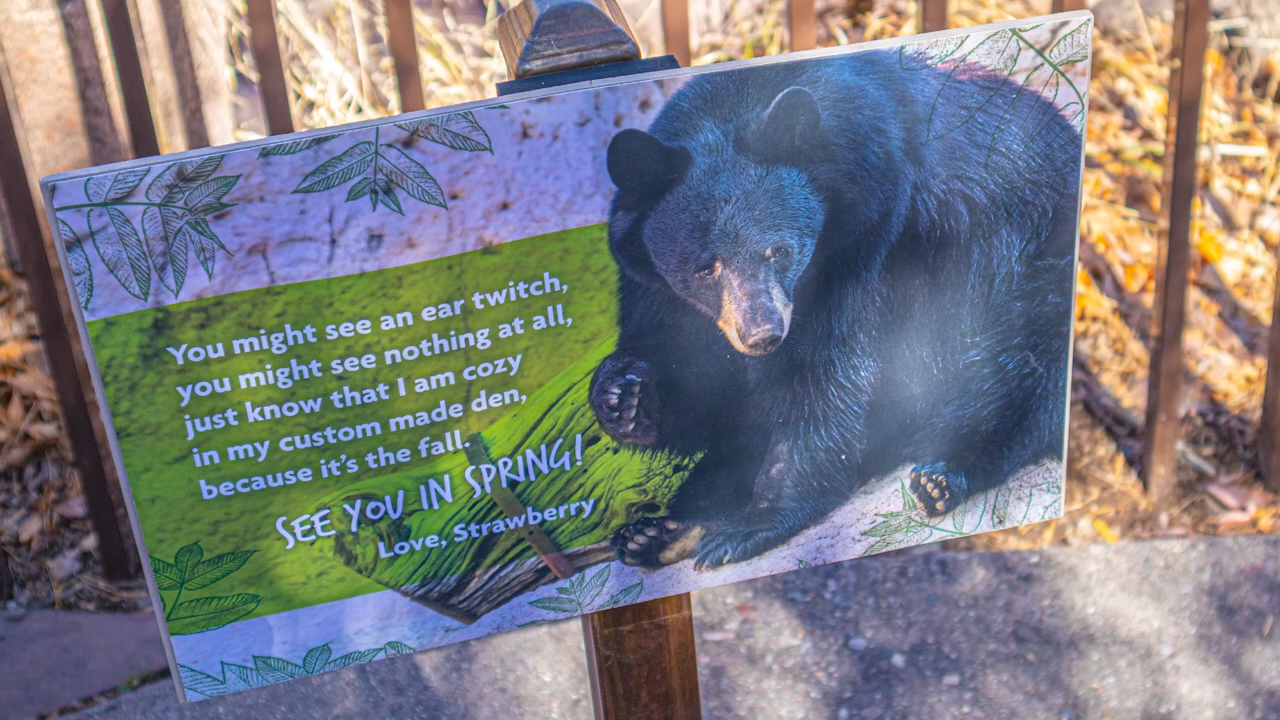 You might see an ear twitch,
you might see nothing at all,
just know that I am cozy
in my custom made den,
because it's the fall.
SEE YOU IN SPRING!
Love, Strawberry